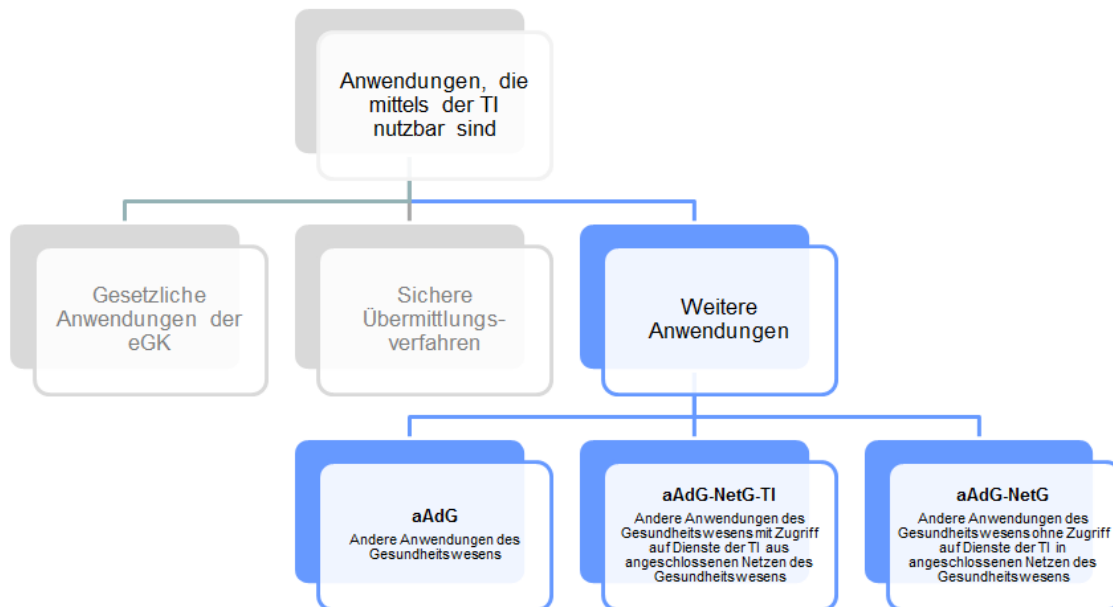 Anwendungen, die
mittels der TI
nutzbar sind
Gesetzliche
Anwendungen der
eGK
Sichere
Übermittlungs-
verfahren
Weitere
Anwendungen
aAdG
Andere Anwendungen des
Gesundheitswesens
aAdG-NetG-TI
Andere Anwendungen des
Gesundheitswesens mit Zugriff
auf Dienste der TI aus
angeschlossenen Netzen des
Gesundheitswesens
aAdG-NetG
Andere Anwendungen des
Gesundheitswesens ohne Zugriff
auf Dienste der TI in
angeschlossenen Netzen des
Gesundheitswesens